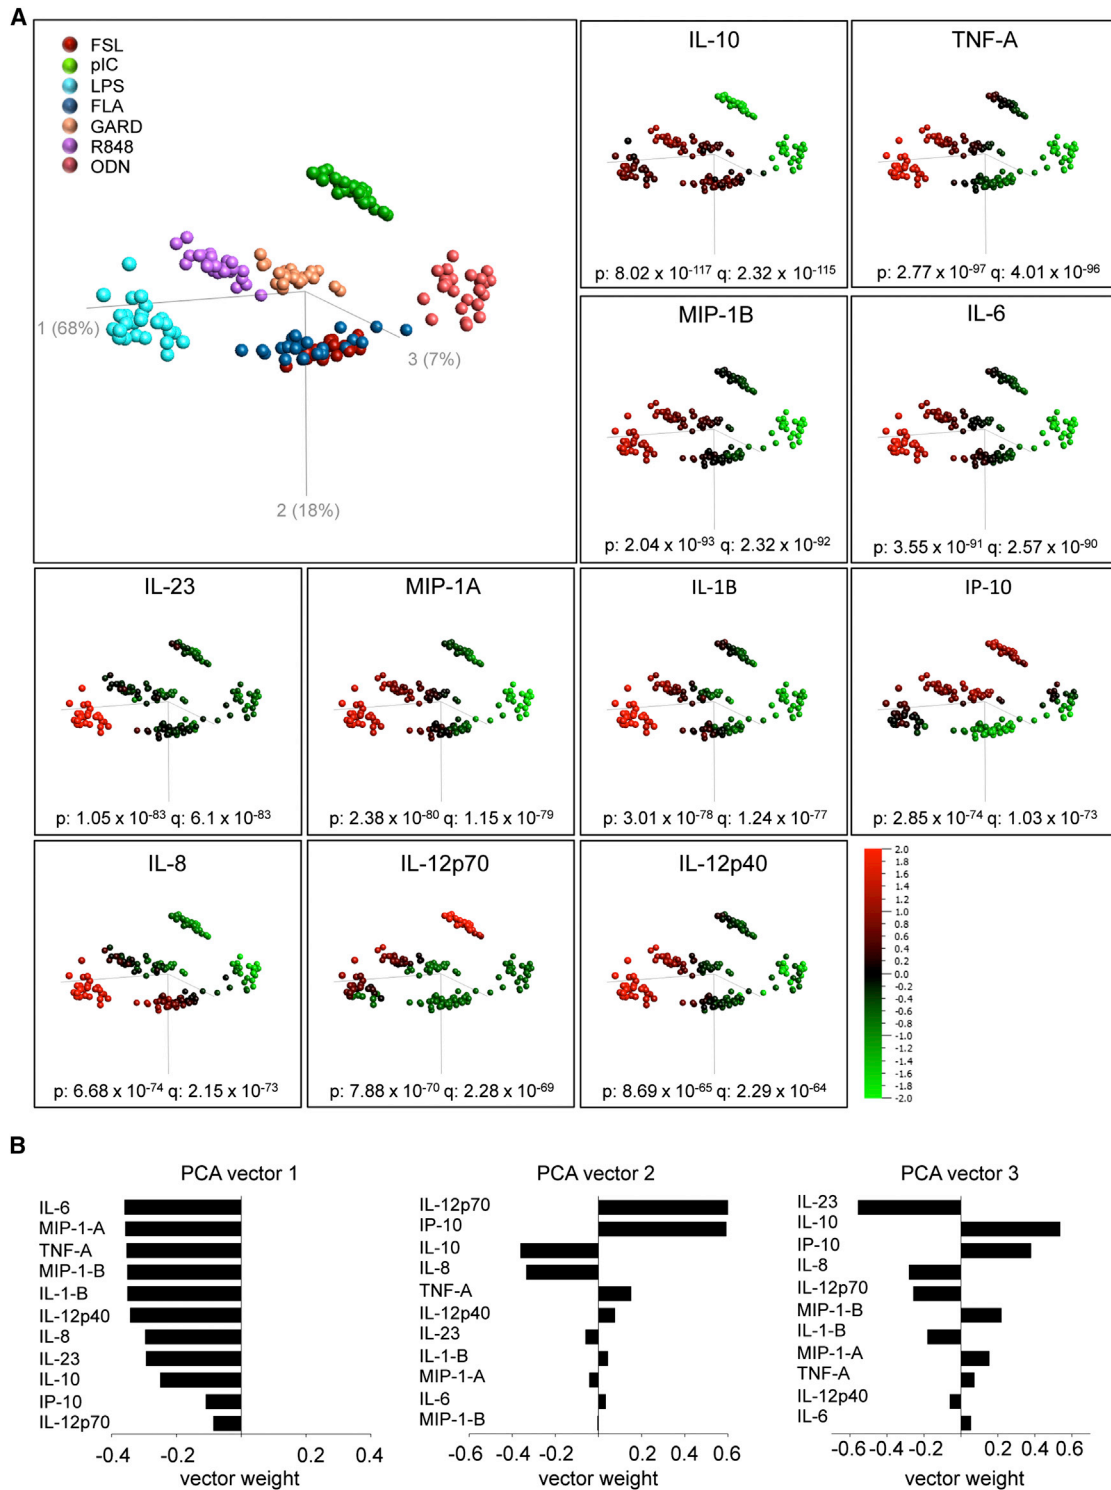 A
FSL
pIC
LPS
FLA
GARD
R848
ODN
1 (68%)
3 (7%)
2 (18%)
IL-10
p: 8.02 x 10-117 q: 2.32 x 10-115
TNF-A
p: 2.77 x 10-97 q: 4.01 x 10-96
MIP-1B
p: 2.04 x 10-93 q: 2.32 x 10-92
IL-6
p: 3.55 x 10-91 q: 2.57 x 10-90
IL-23
p: 1.05 x 10-83 q: 6.1 x 10-83
MIP-1A
p: 2.38 x 10-80 q: 1.15 x 10-79
IL-1B
p: 3.01 x 10-78 q: 1.24 x 10-77
IP-10
p: 2.85 x 10-74 q: 1.03 x 10-73
IL-8
p: 6.68 x 10-74 q: 2.15 x 10-73
IL-12p70
p: 7.88 x 10-70 q: 2.28 x 10-69
IL-12p40
p: 8.69 x 10-65 q: 2.29 x 10-64
2.0
1.8
1.6
1.4
1.2
1.0
0.8
0.6
0.4
0.2
0.0
-0.2
-0.4
-0.6
-0.8
-1.0
-1.2
-1.4
-1.6
-1.8
-2.0
B
PCA vector 1
IL-6
MIP-1-A
TNF-A
MIP-1-B
IL-1-B
IL-12p40
IL-8
IL-23
IL-10
IP-10
IL-12p70
-0.4 -0.2 0.2 0.4
vector weight
PCA vector 2
IL-12p70
IP-10
IL-10
IL-8
TNF-A
IL-12p40
IL-23
IL-1-B
MIP-1-A
IL-6
MIP-1-B
-0.6 -0.4 -0.2 0 0.2 0.4 0.6
vector weight
PCA vector 3
IL-23
IL-10
IP-10
IL-8
IL-12p70
MIP-1-B
IL-1-B
MIP-1-A
TNF-A
IL-12p40
IL-6
-0.6 -0.4 -0.2 0 0.2 0.4 0.6
vector weight